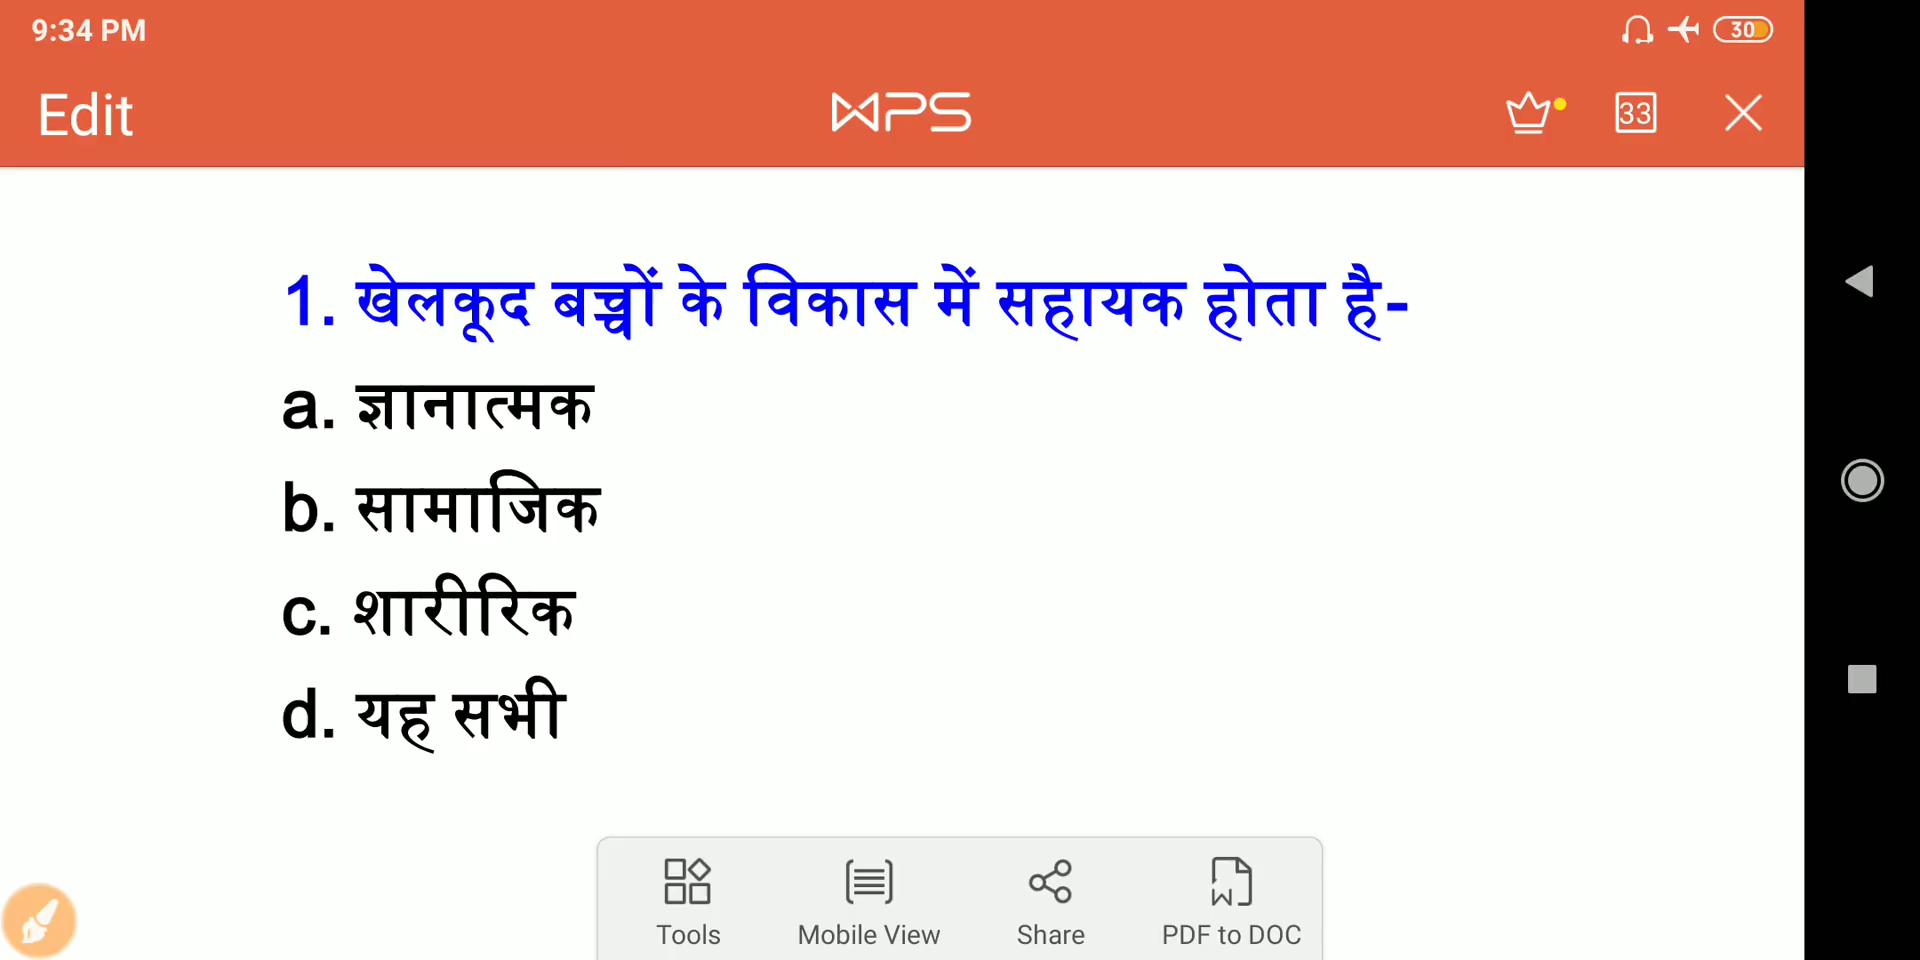 9:34 PM
30
Edit
WPS
33
1. खेलकूद बच्चों के विकास में सहायक होता है-
a. ज्ञानात्मक
b. सामाजिक
c. शारीरिक
d. यह सभी
Tools
Mobile View
Share
PDF to DOC